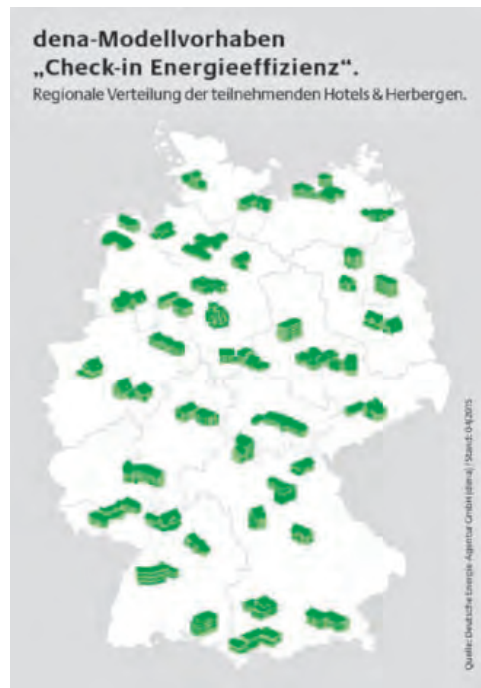 dena-Modellvorhaben
„Check-in Energieeffizienz“.
Regionale Verteilung der teilnehmenden Hotels & Herbergen.
Quelle: Deutsche Energie-Agentur GmbH (dena) / Stand: 04/2015